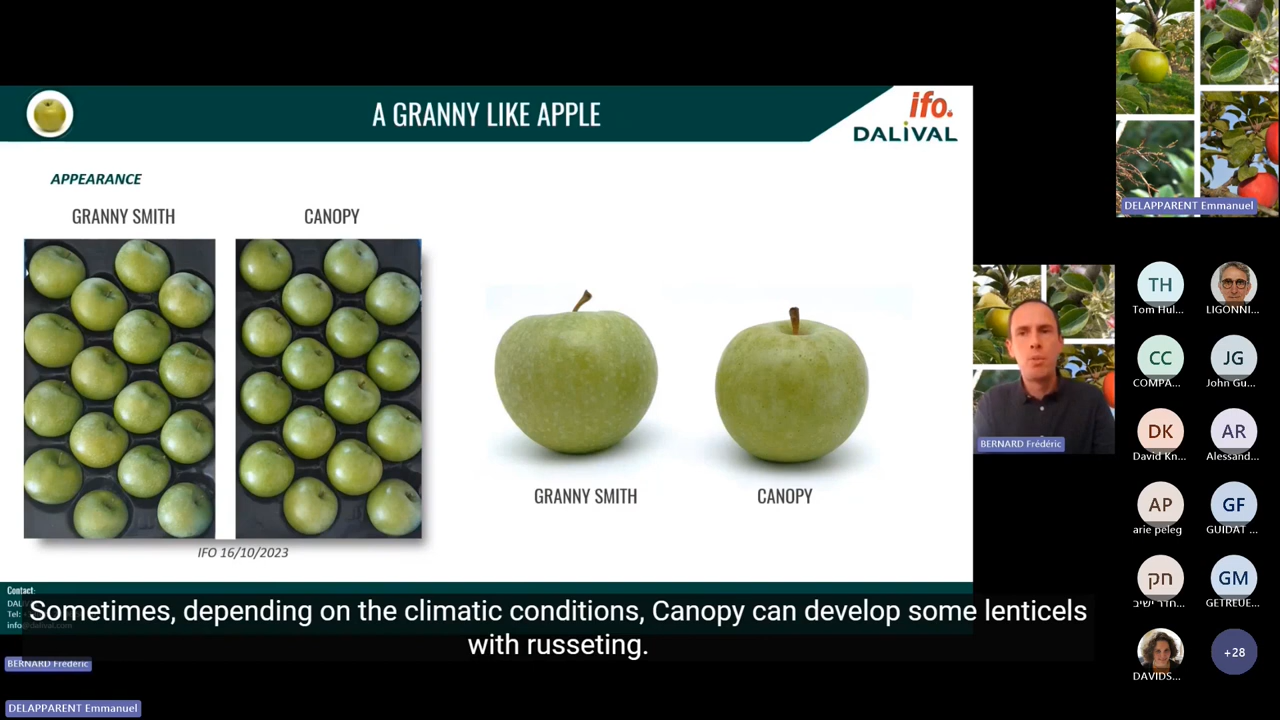 A GRANNY LIKE APPLE
ifo.
DALIVAL
APPEARANCE
GRANNY SMITH
CANOPY
GRANNY SMITH
CANOPY
IFO 16/10/2023
Contact:
Sometimes, depending on the climatic conditions, Canopy can develop some lenticels
with russeting.
BERNARD Frédéric
DELAPPARENT Emmanuel
DELAPPARENT Emmanuel
BERNARD Frédéric
TH
Tom Hul...
LIGONNI...
CC
COMPA...
JG
John Gu...
DK
David Kn...
AR
Alessand...
AP
arie peleg
GF
GUIDAT ...
חק
חדר ישיב...
GM
GETREUE...
DAVIDS...
+28